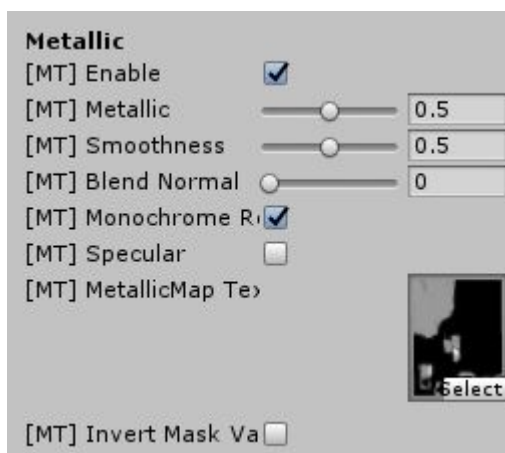 Metallic
[MT] Enable
[MT] Metallic 0.5
[MT] Smoothness 0.5
[MT] Blend Normal 0
[MT] Monochrome R
[MT] Specular
[MT] MetallicMap Tex
Select
[MT] Invert Mask Va